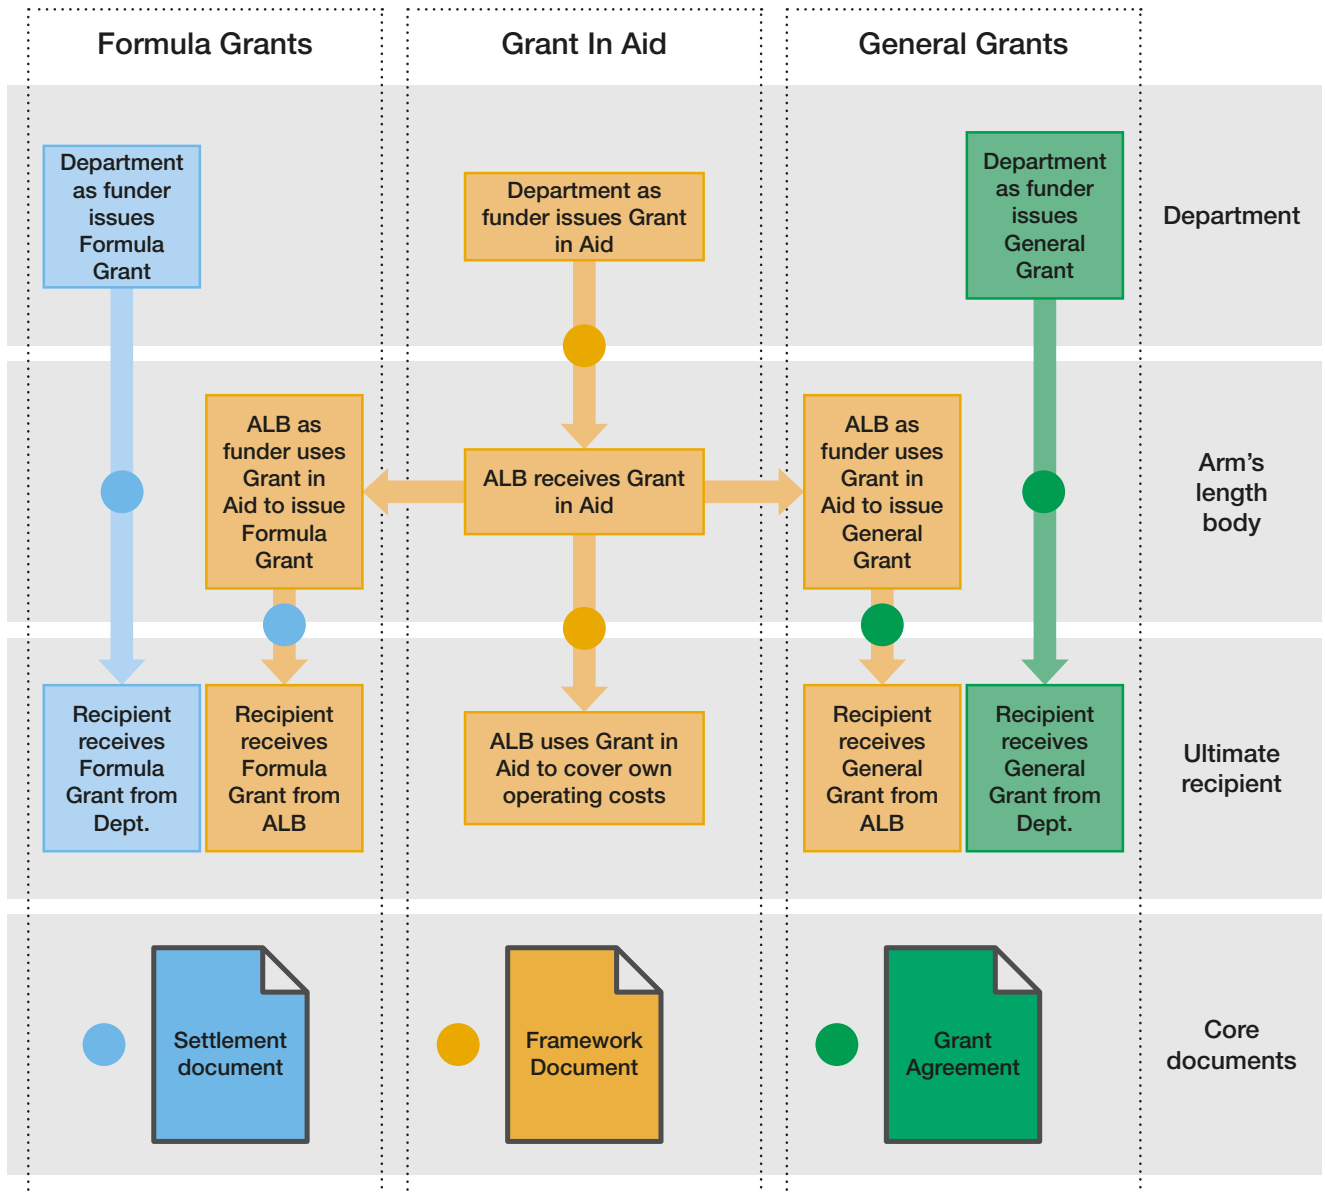 Formula Grants
Grant In Aid
General Grants
Department
as funder
issues
Formula
Grant
Department as
funder issues Grant
in Aid
Department
as funder
issues
General
Grant
Department
ALB as
funder uses
Grant in
Aid to issue
Formula
Grant
ALB receives Grant
in Aid
ALB as
funder uses
Grant in
Aid to issue
General
Grant
Arm’s
length
body
Recipient
receives
Formula
Grant from
Dept.
Recipient
receives
Formula
Grant from
ALB
ALB uses Grant in
Aid to cover own
operating costs
Recipient
receives
General
Grant from
ALB
Recipient
receives
General
Grant from
Dept.
Ultimate
recipient
Settlement
document
Framework
Document
Grant
Agreement
Core
documents